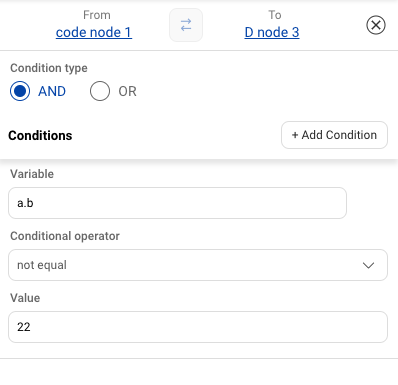 From
To
code node 1
D node 3
Condition type
AND
OR
Conditions
+ Add Condition
Variable
a.b
Conditional operator
not equal
Value
22